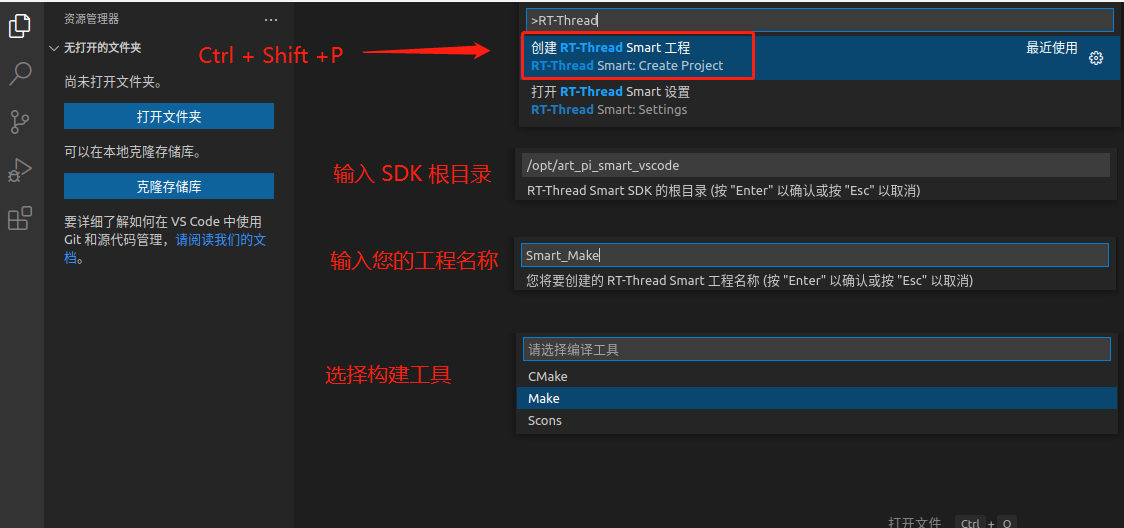 资源管理器
无打开的文件夹
尚未打开文件夹。
打开文件夹
可以在本地克隆存储库。
克隆存储库
要详细了解如何在 VS Code 中使用
Git 和源代码管理，请阅读我们的文
档。
Ctrl + Shift +P
>RT-Thread
创建 RT-Thread Smart 工程
最近使用
RT-Thread Smart: Create Project
打开 RT-Thread Smart 设置
RT-Thread Smart: Settings
输入 SDK 根目录
/opt/art_pi_smart_vscode
RT-Thread Smart SDK 的根目录 (按 "Enter" 以确认或按 "Esc" 以取消)
输入您的工程名称
Smart_Make
您将要创建的 RT-Thread Smart 工程名称 (按 "Enter" 以确认或按 "Esc" 以取消)
选择构建工具
请选择编译工具
CMake
Make
Scons
打开文件 Ctrl + O